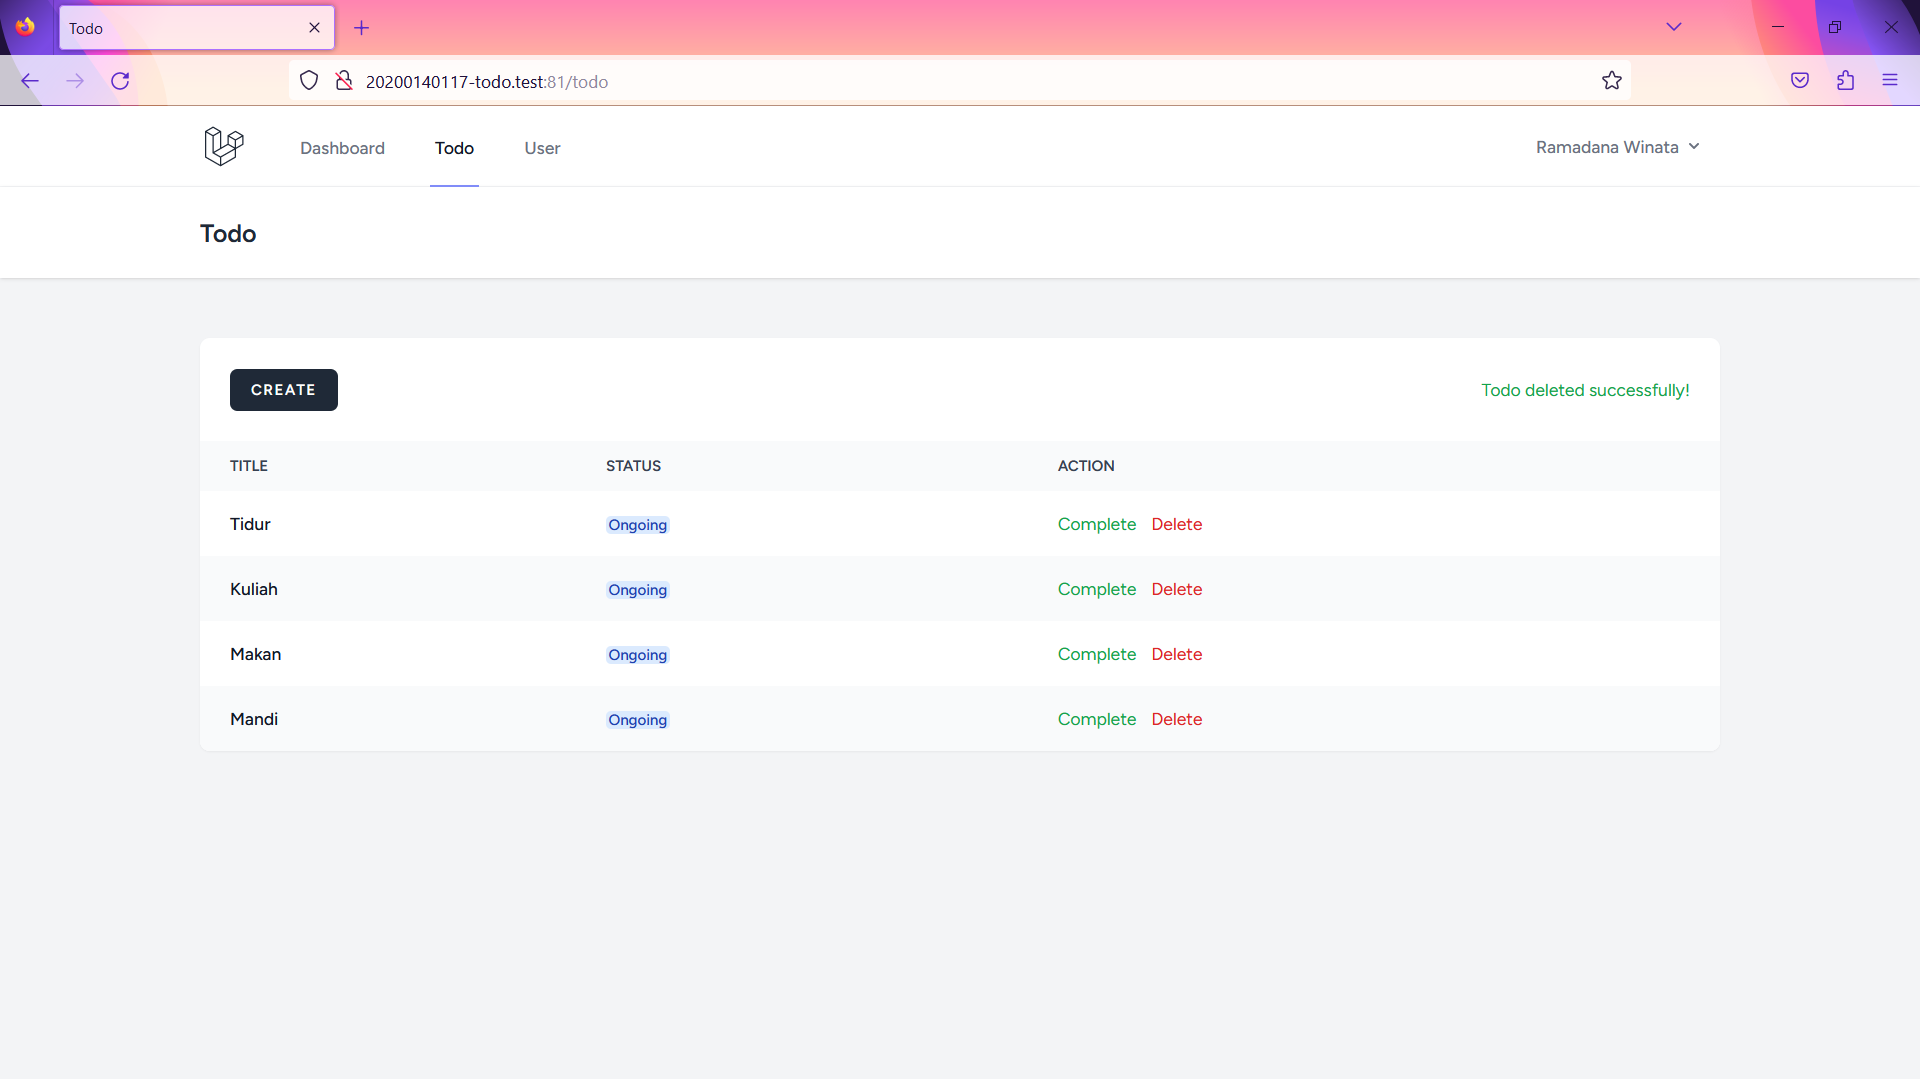 Todo
20200140117-todo.test:81/todo
Dashboard Todo User Ramadana Winata
Todo
CREATE Todo deleted successfully!
TITLE STATUS ACTION
Tidur Ongoing Complete Delete
Kuliah Ongoing Complete Delete
Makan Ongoing Complete Delete
Mandi Ongoing Complete Delete